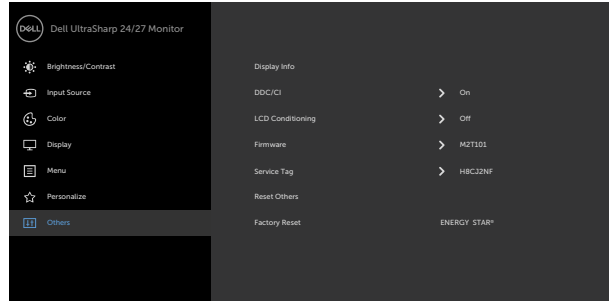 DELL Dell UltraSharp 24/27 Monitor
Brightness/Contrast
Display Info
Input Source
DDC/CI On
Color
LCD Conditioning Off
Display
Firmware M2T101
Menu
Service Tag H8CJ2NF
Personalize
Reset Others
Others
Factory Reset ENERGY STAR®